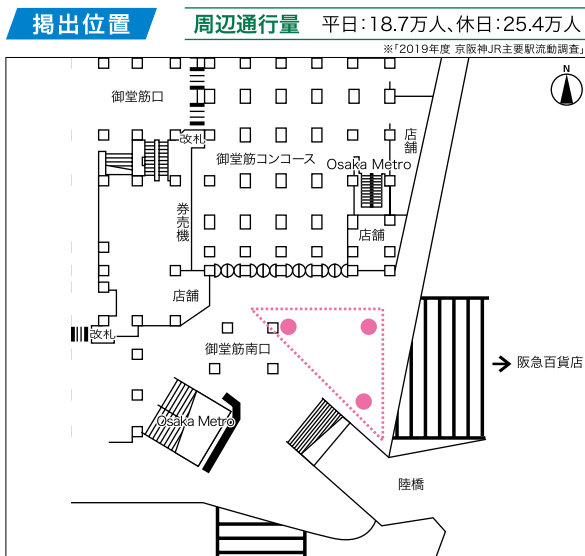 掲出位置
周辺通行量 平日：18.7万人、休日：25.4万人
※「2019年度 京阪神JR主要駅流動調査」
N
御堂筋口
改札
御堂筋コンコース
店舗
Osaka Metro
券売機
店舗
店舗
改札
御堂筋南口
阪急百貨店
Osaka Metro
陸橋